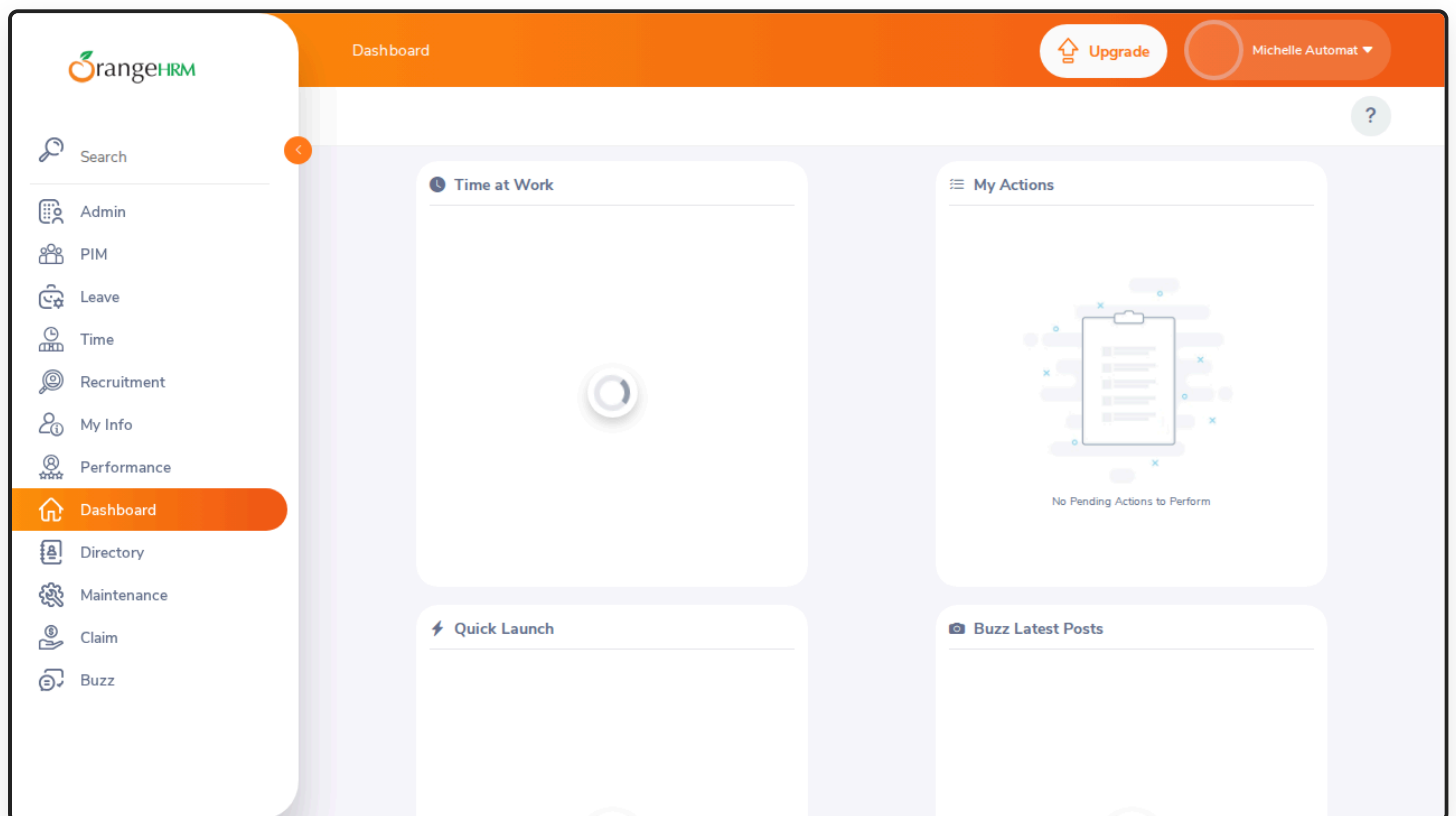 OrangeHRM
Dashboard
Upgrade
Michelle Automat
?
Search
Admin
PIM
Leave
Time
Recruitment
My Info
Performance
Dashboard
Directory
Maintenance
Claim
Buzz
Time at Work
My Actions
No Pending Actions to Perform
Quick Launch
Buzz Latest Posts